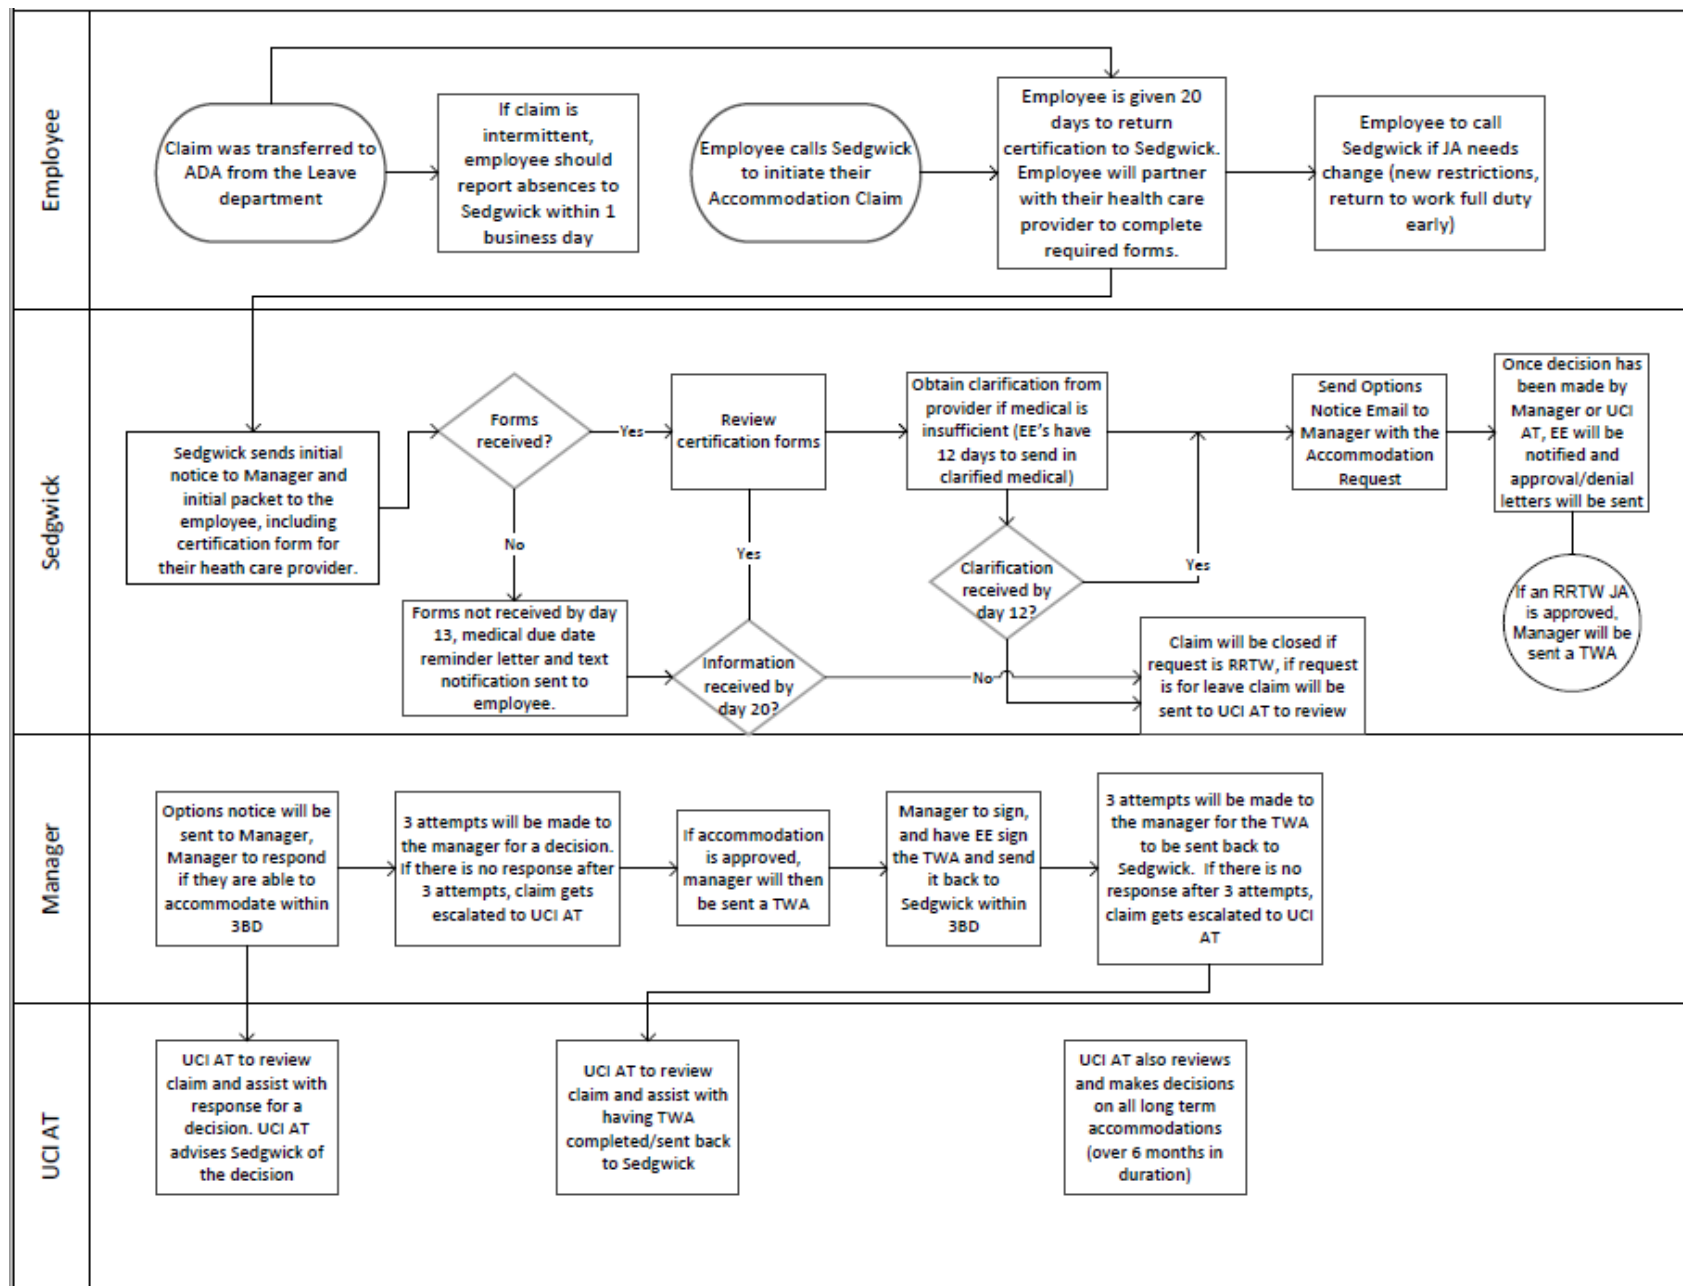 Employee
Claim was transferred to
ADA from the Leave
department
If claim is
intermittent,
employee should
report absences to
Sedgwick within 1
business day
Employee calls Sedgwick
to initiate their
Accommodation Claim
Employee is given 20
days to return
certification to Sedgwick.
Employee will partner
with their health care
provider to complete
required forms.
Employee to call
Sedgwick if JA needs
change (new restrictions,
return to work full duty
early)
Sedgwick
Sedgwick sends initial
notice to Manager and
initial packet to the
employee, including
certification form for
their heath care provider.
Forms
received?
Yes
No
Forms not received by day
13, medical due date
reminder letter and text
notification sent to
employee.
Review
certification forms
Yes
Information
received by
day 20?
No
Obtain clarification from
provider if medical is
insufficient (EE's have
12 days to send in
clarified medical)
Clarification
received by
day 12?
Yes
Claim will be closed if
request is RRTW, if request
is for leave claim will be
sent to UCI AT to review
Send Options
Notice Email to
Manager with the
Accommodation
Request
Once decision has
been made by
Manager or UCI
AT, EE will be
notified and
approval/denial
letters will be sent
If an RRTW JA
is approved,
Manager will be
sent a TWA
Manager
Options notice will be
sent to Manager,
Manager to respond
if they are able to
accommodate within
3BD
3 attempts will be made to
the manager for a decision.
If there is no response after
3 attempts, claim gets
escalated to UCI AT
If accommodation
is approved,
manager will then
be sent a TWA
Manager to sign,
and have EE sign
the TWA and send
it back to
Sedgwick within
3BD
3 attempts will be made to
the manager for the TWA
to be sent back to
Sedgwick. If there is no
response after 3 attempts,
claim gets escalated to UCI
AT
UCI AT
UCI AT to review
claim and assist with
response for a
decision. UCI AT
advises Sedgwick of
the decision
UCI AT to review
claim and assist with
having TWA
completed/sent back
to Sedgwick
UCI AT also reviews
and makes decisions
on all long term
accommodations
(over 6 months in
duration)